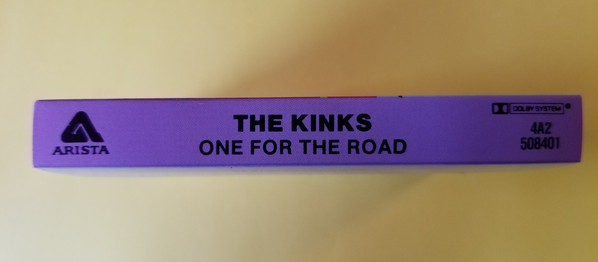 ARISTA
THE KINKS
ONE FOR THE ROAD
DOLBY SYSTEM
4A2
508401